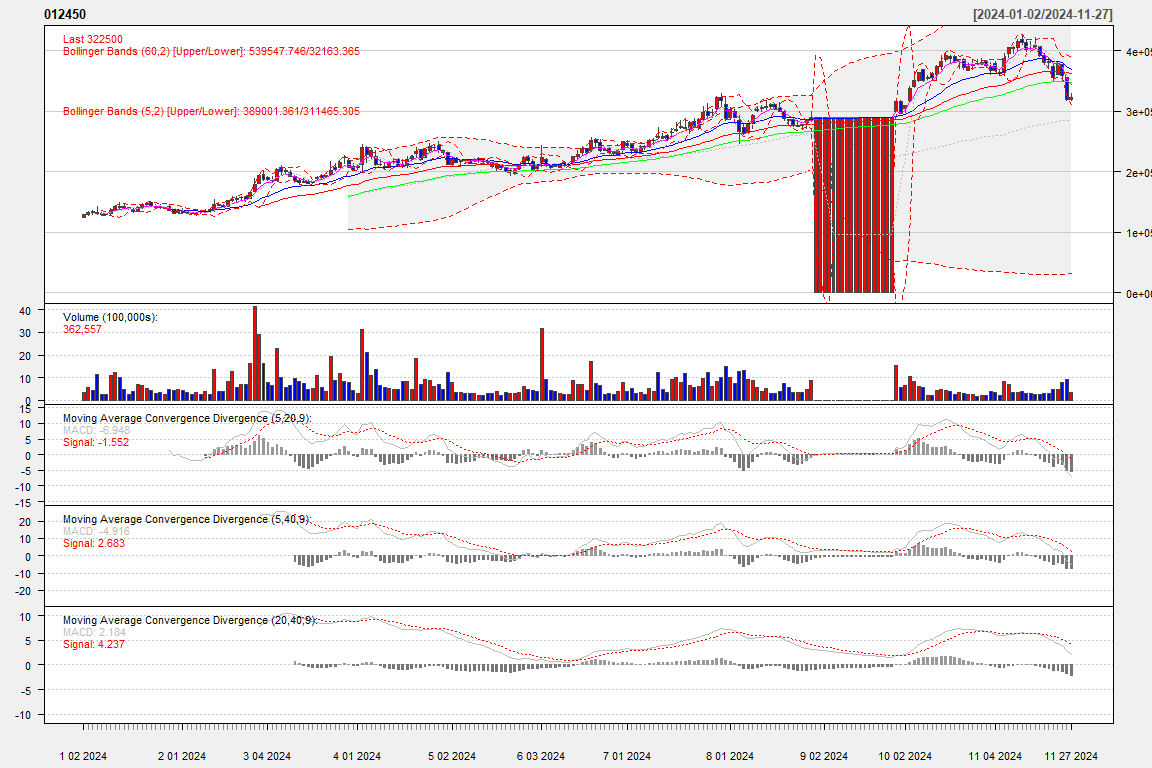 012450 [2024-01-02/2024-11-27]
Last 322500
Bollinger Bands (60,2) [Upper/Lower]: 539547.746/32163.365
Bollinger Bands (5,2) [Upper/Lower]: 389001.361/311465.305
4e+05
3e+05
2e+05
1e+05
0e+00
Volume (100,000s):
362,557
40
30
20
10
0
Moving Average Convergence Divergence (5,20,9):
MACD: -6.948
Signal: -1.552
15
10
5
0
-5
-10
-15
Moving Average Convergence Divergence (5,40,9):
MACD: -4.916
Signal: 2.683
20
10
0
-10
-20
Moving Average Convergence Divergence (20,40,9):
MACD: 2.184
Signal: 4.237
10
5
0
-5
-10
1 02 2024 2 01 2024 3 04 2024 4 01 2024 5 02 2024 6 03 2024 7 01 2024 8 01 2024 9 02 2024 10 02 2024 11 04 2024 11 27 2024